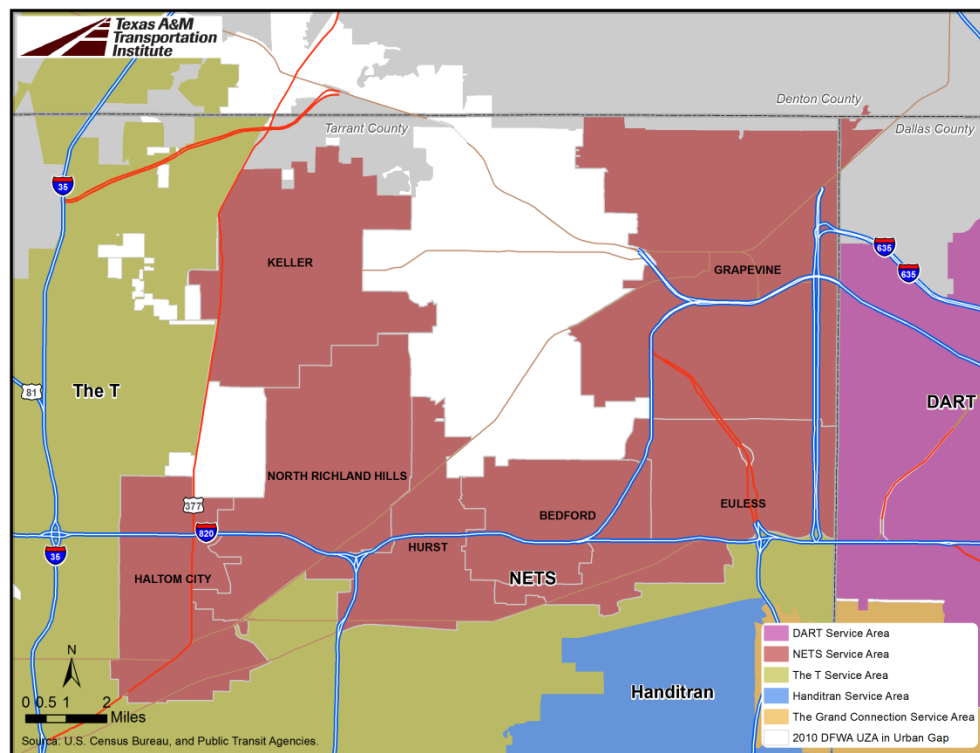 Texas A&M
Transportation
Institute
Denton County
Tarrant County
Dallas County
35
635
635
KELLER
GRAPEVINE
81
The T
DART
NORTH RICHLAND HILLS
377
820
BEDFORD
EULESS
35
HURST
HALTOM CITY
NETS
Handitran
N
0 0.5 1 2
Miles
Source: U.S. Census Bureau, and Public Transit Agencies.
DART Service Area
NETS Service Area
The T Service Area
Handitran Service Area
The Grand Connection Service Area
2010 DFWA UZA in Urban Gap